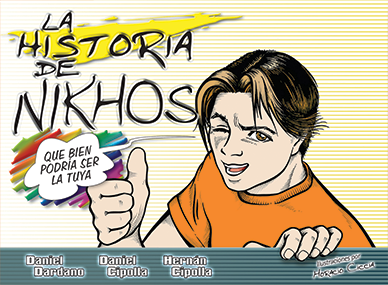 LA
HISTORIA
DE
NIKHOS
QUE BIEN
PODRÍA SER
LA TUYA
Daniel Dardano
Daniel Cipolla
Hernán Cipolla
Ilustraciones por
Horacio Ciccia